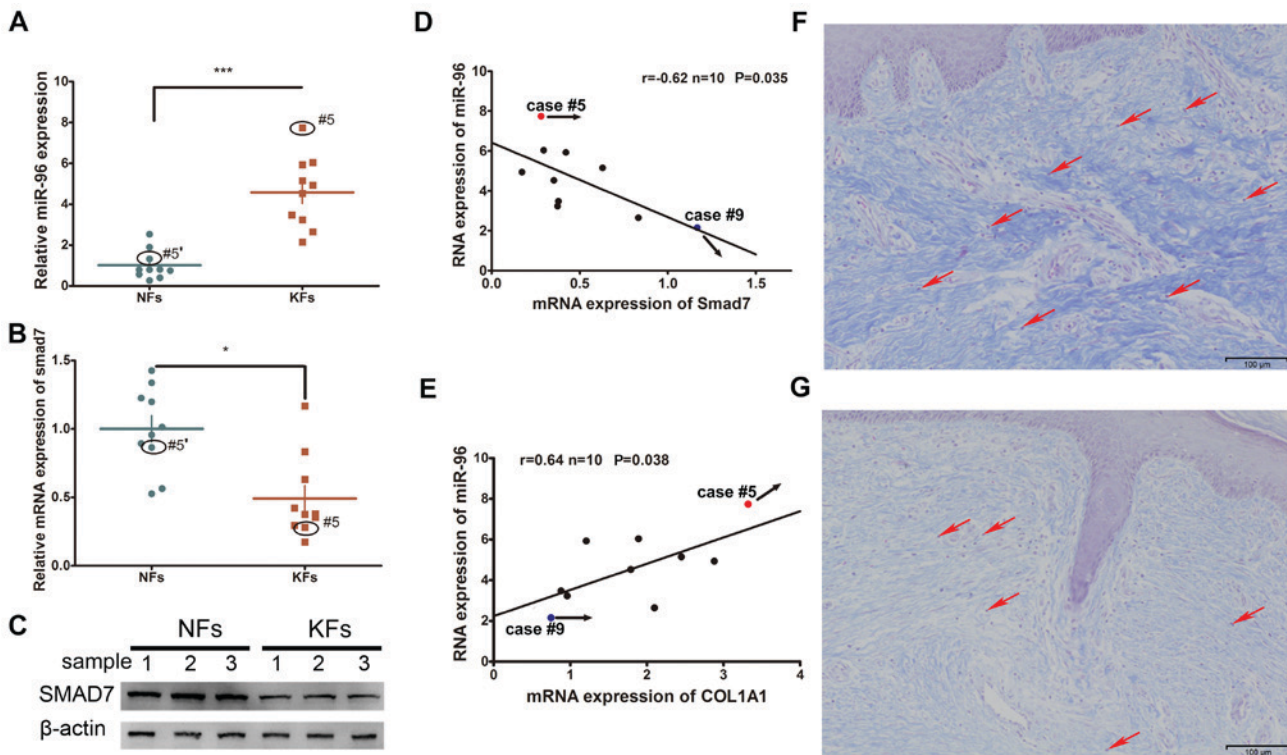 A
Relative miR-96 expression
10
8
6
4
2
0
***
#5
#5'
NFs
KFs
B
Relative mRNA expression of smad7
1.5
1.0
0.5
0.0
*
#5'
#5
NFs
KFs
C
NFs KFs
sample 1 2 3 1 2 3
SMAD7
β-actin
D
RNA expression of miR-96
10
8
6
4
2
0
r=-0.62 n=10 P=0.035
case #5
case #9
0.0 0.5 1.0 1.5
mRNA expression of Smad7
E
RNA expression of miR-96
10
8
6
4
2
0
r=0.64 n=10 P=0.038
case #5
case #9
1 2 3 4
mRNA expression of COL1A1
F
100 µm
G
100 µm